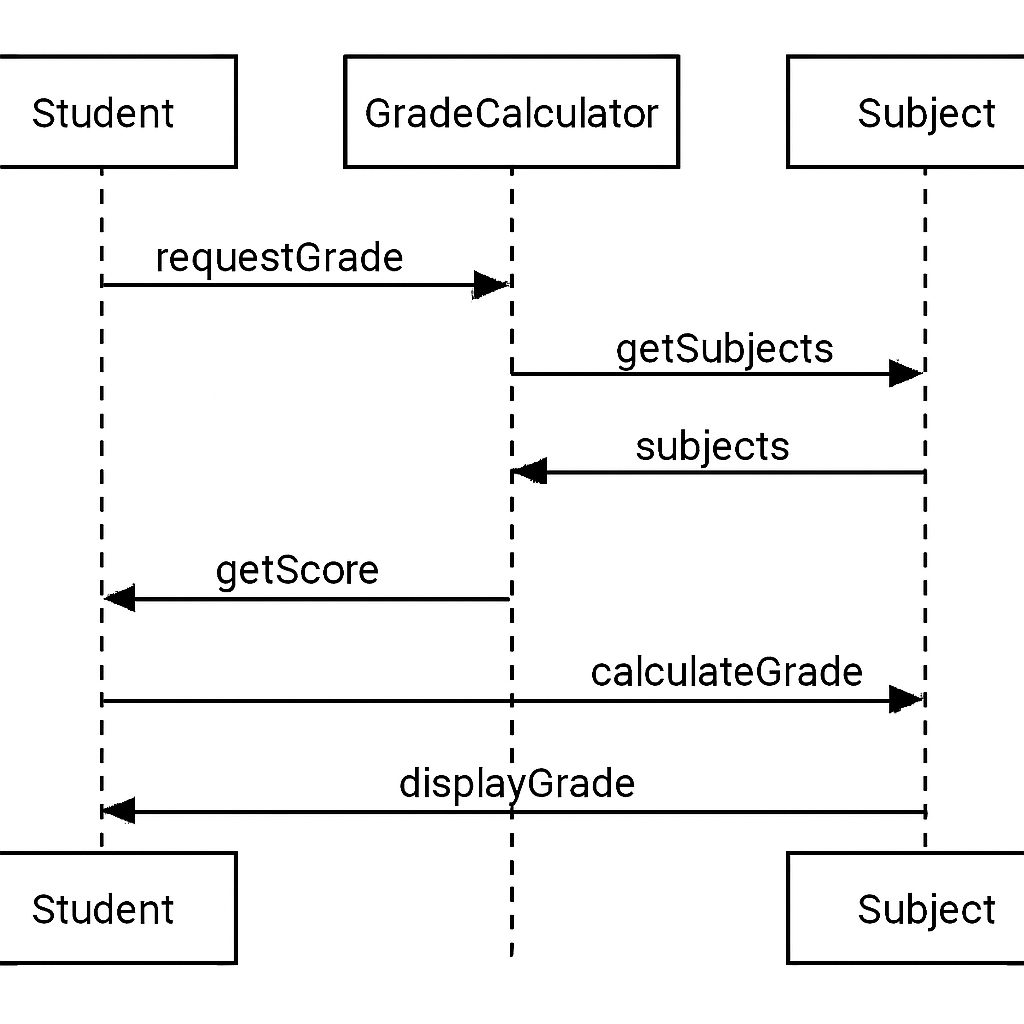 Student
GradeCalculator
Subject
requestGrade
getSubjects
subjects
getScore
calculateGrade
displayGrade
Student
Subject